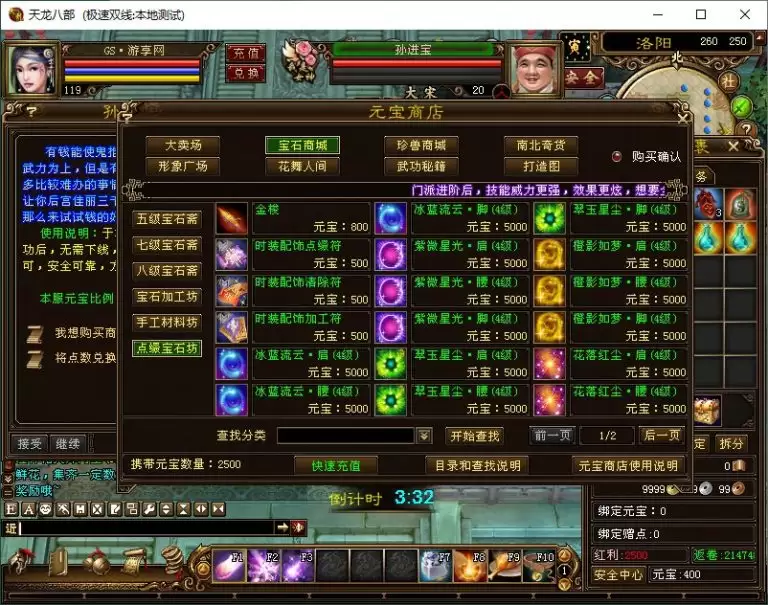 天龙八部 (极速双线:本地测试)
GS·游享网
充值
兑换
119
孙进宝
大宋
20
寅
安全
洛阳
260 250
北
社
元宝商店
大卖场
宝石商城
珍兽商城
南北奇货
形象广场
花舞人间
武功秘籍
打造图
购买确认
门派进阶后，技能威力更强，效果更炫，想要
有钱能使鬼推
武力为上，但是有
多比较难办的事情
让你后宫佳丽三千
那么来试试钱的好
使用说明：于
功后，无需下线，
可，安全可靠，
本服元宝比例
我想购买商
将点数兑换
接受
继续
五级宝石斋
七级宝石斋
八级宝石斋
宝石加工坊
手工材料坊
点缀宝石坊
金梭
元宝：800
冰蓝流云·脚(4级)
元宝：5000
翠玉星尘·脚(4级)
元宝：5000
时装配饰点缀符
元宝：500
紫微星光·肩(4级)
元宝：5000
橙影如梦·肩(4级)
元宝：5000
时装配饰清除符
元宝：500
紫微星光·腰(4级)
元宝：5000
橙影如梦·腰(4级)
元宝：5000
时装配饰加工符
元宝：500
紫微星光·脚(4级)
元宝：5000
橙影如梦·脚(4级)
元宝：5000
冰蓝流云·肩(4级)
元宝：5000
翠玉星尘·肩(4级)
元宝：5000
花落红尘·肩(4级)
元宝：5000
冰蓝流云·腰(4级)
元宝：5000
翠玉星尘·腰(4级)
元宝：5000
花落红尘·腰(4级)
元宝：5000
查找分类
开始查找
前一页
1/2
后一页
携带元宝数量：2500
快速充值
目录和查找说明
元宝商店使用说明
务
3
定
拆分
0
9999
99
99
绑定元宝：0
绑定赠点:0
红利:2500
返卷:21474
安全中心
元宝:400
鲜花，集齐一定数
奖励哦
倒计时 3:32
近
F1
F2
F3
F7
F8
F9
F10
1